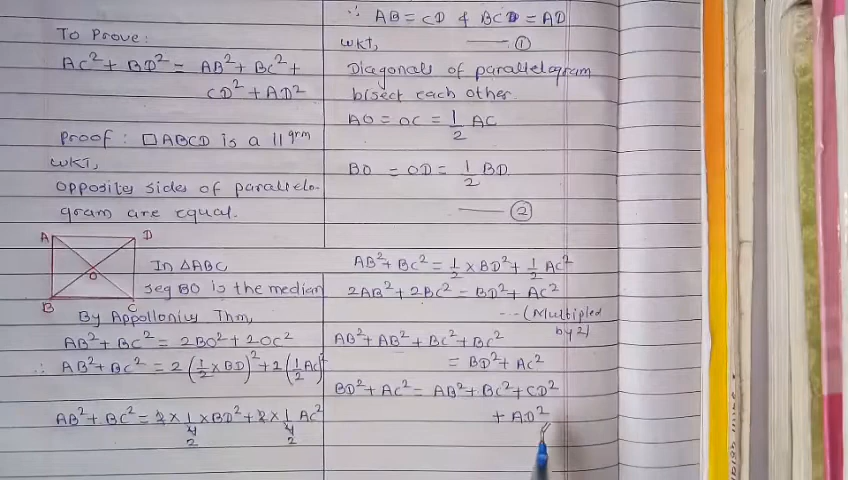 To Prove:
AC² + BD² = AB² + BC² +
CD² + AD²
Proof : □ABCD is a ||grm
WKT,
opposite sides of parallelo-
gram are equal.
∴ AB = CD & BCD = AD
WKT, —— ①
Diagonals of parallelogram
bisect each other.
AO = OC = 1/2 AC
BO = OD = 1/2 BD
—— ②
A D
O
B C
In △ABC
seg BO is the median
By Appollonius Thm,
AB² + BC² = 2BO² + 2OC²
∴ AB² + BC² = 2(1/2 × BD)² + 2(1/2 AC)²
AB² + BC² = 2 × 1/4 × BD² + 2 × 1/4 AC²
2 2
AB² + BC² = 1/2 × BD² + 1/2 AC²
2AB² + 2BC² = BD² + AC²
--- (Multipled
by 2)
AB² + AB² + BC² + BC²
= BD² + AC²
BD² + AC² = AB² + BC² + CD²
+ AD²